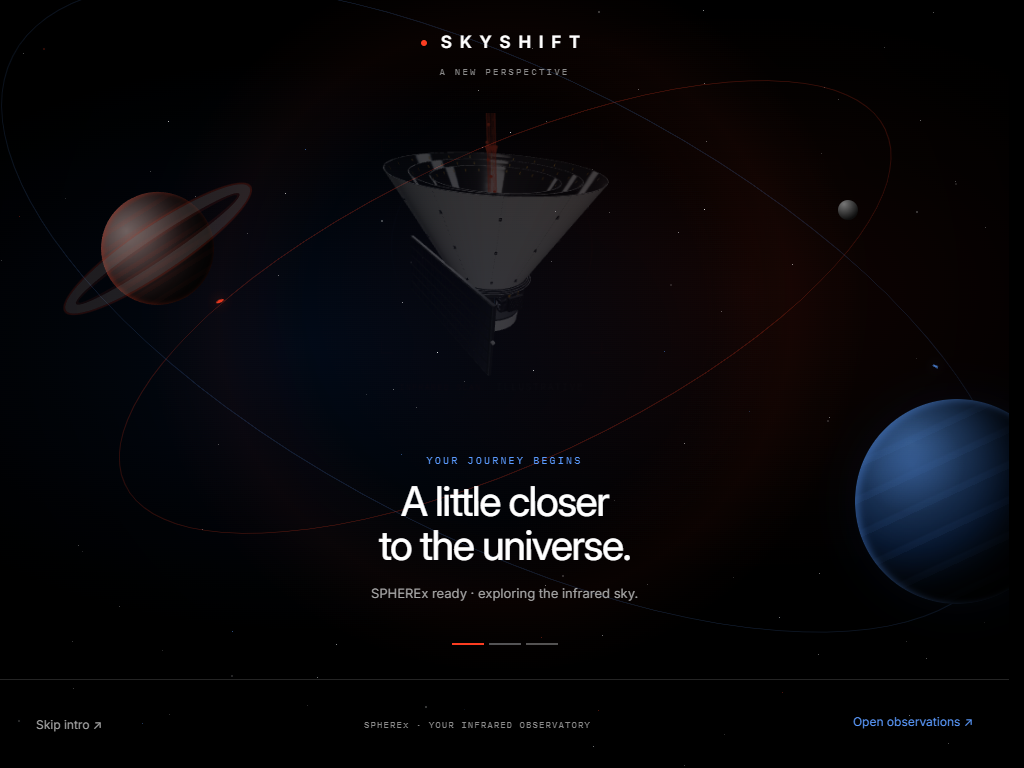 SKYSHIFT
A NEW PERSPECTIVE
YOUR JOURNEY BEGINS
A little closer
to the universe.
SPHEREx ready · exploring the infrared sky.
Skip intro ↗
SPHEREx · YOUR INFRARED OBSERVATORY
Open observations ↗